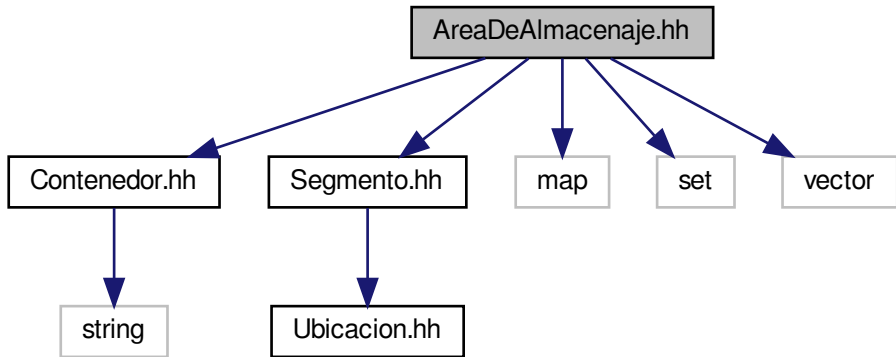 AreaDeAlmacenaje.hh
Contenedor.hh
Segmento.hh
map
set
vector
string
Ubicacion.hh